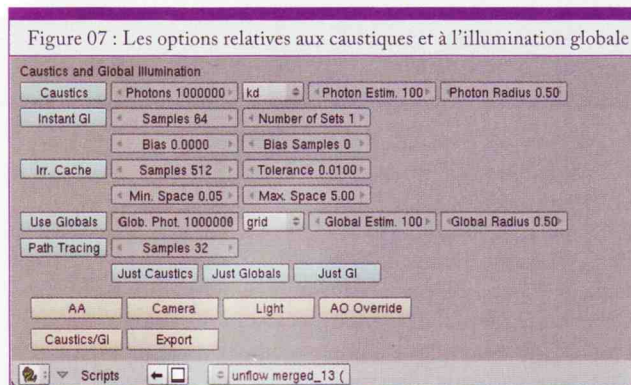 Figure 07 : Les options relatives aux caustiques et à l'illumination globale
Caustics and Global Illumination
Caustics Photons 1000000 kd Photon Estim. 100 Photon Radius 0.50
Instant GI Samples 64 Number of Sets 1
Bias 0.0000 Bias Samples 0
Irr. Cache Samples 512 Tolerance 0.0100
Min. Space 0.05 Max. Space 5.00
Use Globals Glob. Phot. 1000000 grid Global Estim. 100 Global Radius 0.50
Path Tracing Samples 32
Just Caustics Just Globals Just GI
AA Camera Light AO Override
Caustics/GI Export
Scripts unflow merged_13 (